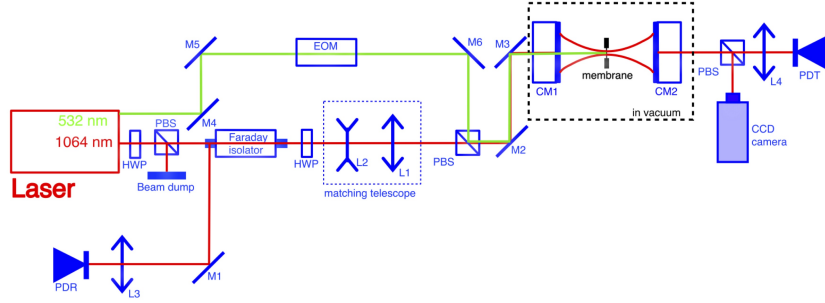 M5
EOM
M6
M3
CM1
membrane
CM2
PBS
L4
PDT
in vacuum
532 nm
M4
1064 nm
PBS
HWP
Faraday
isolator
HWP
L2
L1
PBS
M2
CCD
camera
Beam dump
matching telescope
Laser
PDR
L3
M1